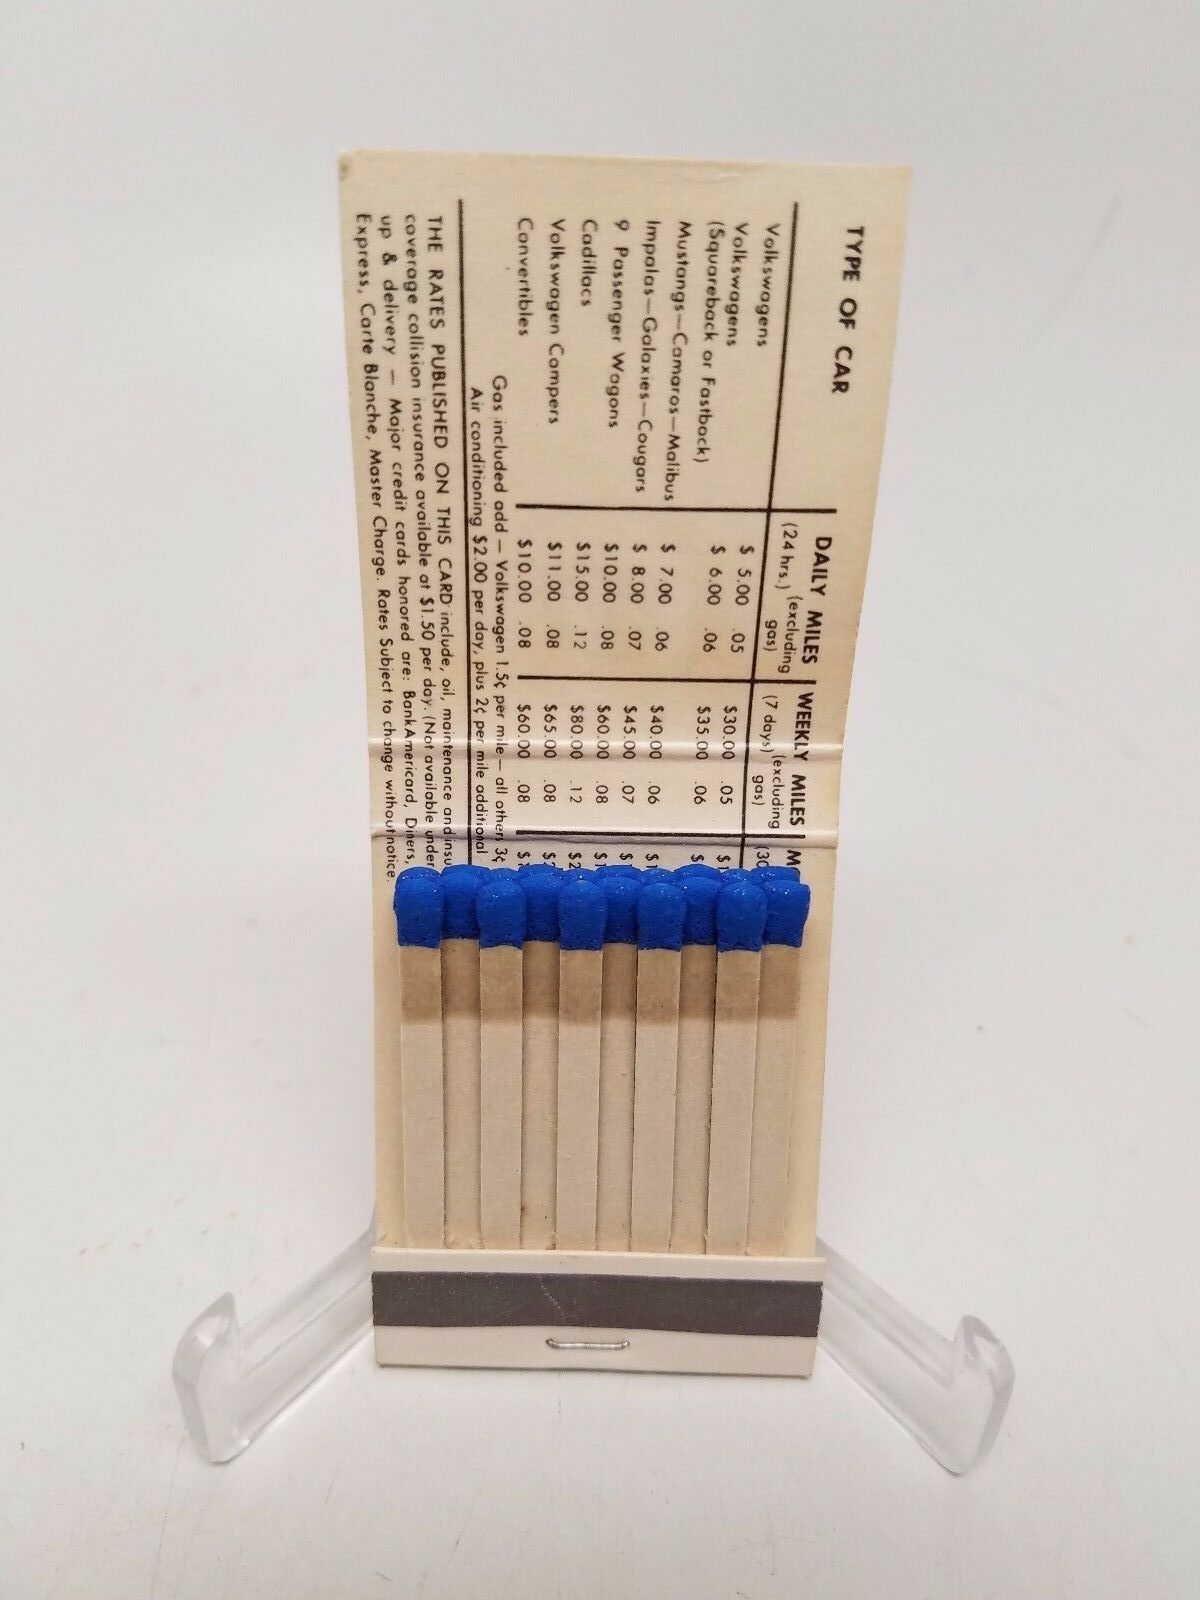 TYPE OF CAR DAILY MILES WEEKLY MILES
(24 hrs.) (excluding gas) (7 days) (excluding gas)
Volkswagens $ 5.00 .05 $30.00 .05
Volkswagens
(Squareback or Fastback) $ 6.00 .06 $35.00 .06
Mustangs—Camaros—Malibus $ 7.00 .06 $40.00 .06
Impalas—Galaxies—Cougars $ 8.00 .07 $45.00 .07
9 Passenger Wagons $10.00 .08 $60.00 .08
Cadillacs $15.00 .12 $80.00 .12
Volkswagen Campers $11.00 .08 $65.00 .08
Convertibles $10.00 .08 $60.00 .08
Gas included add — Volkswagen 1.5¢ per mile — all others 3¢
Air conditioning $2.00 per day, plus 2¢ per mile additional
THE RATES PUBLISHED ON THIS CARD include, oil, maintenance and insu
coverage collision insurance available at $1.50 per day. (Not available under
up & delivery — Major credit cards honored are: BankAmericard, Diners,
Express, Carte Blanche, Master Charge. Rates Subject to change without notice.